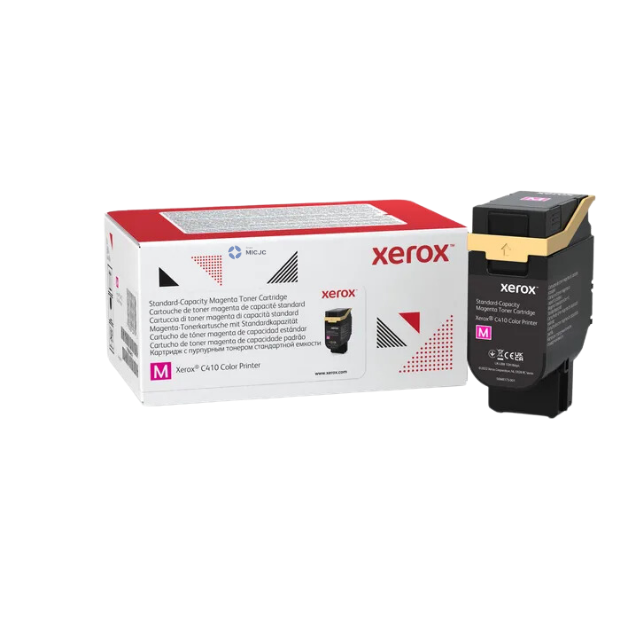 MICJC
xerox™
Standard-Capacity Magenta Toner Cartridge
Cartouche de toner magenta de capacité standard
Cartuccia di toner magenta di capacità standard
Magenta-Tonerkartusche mit Standardkapazität
Cartucho de tóner magenta de capacidad estándar
Cartucho de toner magenta de capacidade padrão
Картридж с пурпурным тонером стандартной емкости
M Xerox® C410 Color Printer
xerox
www.xerox.com
M
xerox
Standard-Capacity
Magenta Toner Cartridge
Xerox® C410 Color Printer
M